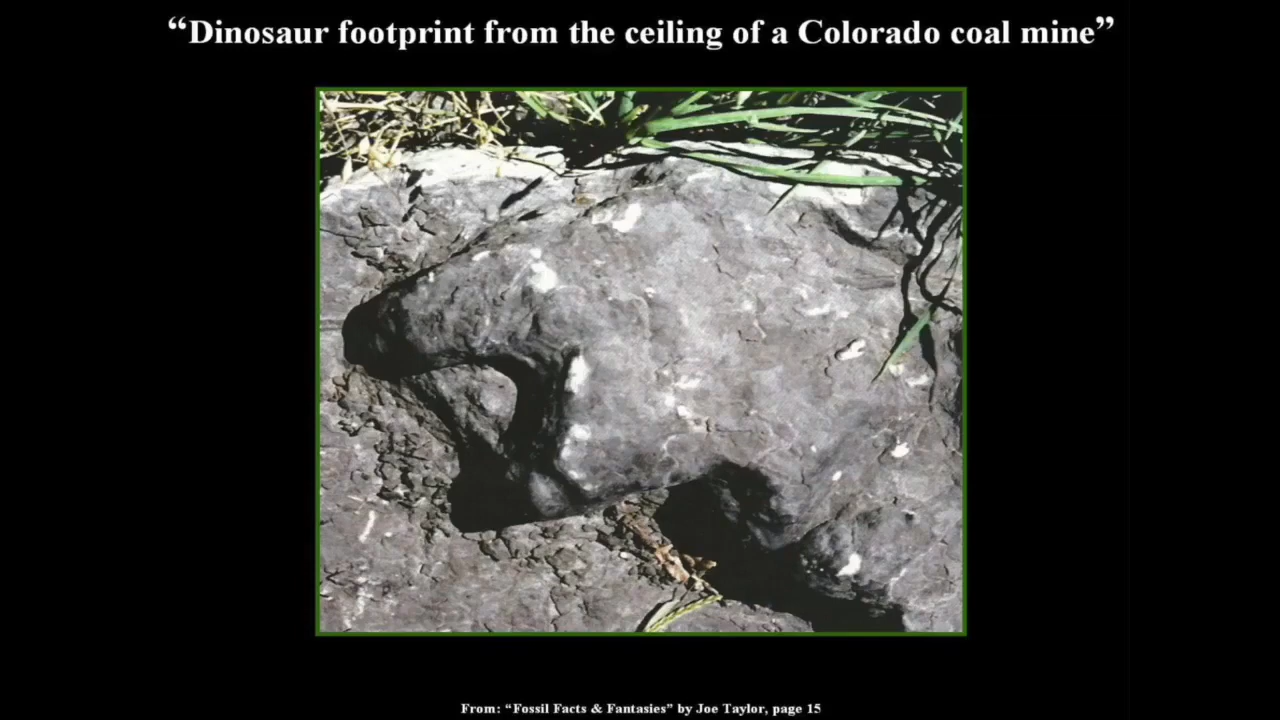 “Dinosaur footprint from the ceiling of a Colorado coal mine”
From: “Fossil Facts & Fantasies” by Joe Taylor, page 15